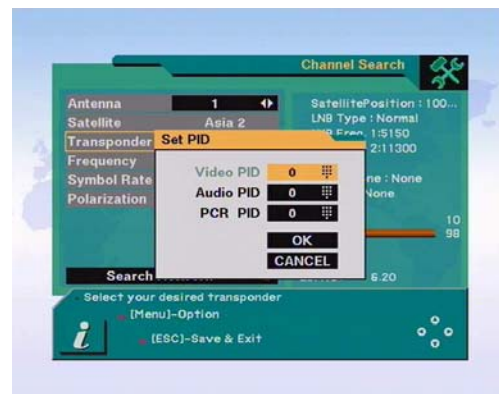 Channel Search
Antenna 1
SatellitePosition : 100...
Satellite Asia 2
LNB Type : Normal
Transponder
Set PID
1:5150
Frequency
2:11300
Symbol Rate
Video PID 0
ne : None
Polarization
Audio PID 0
None
PCR PID 0
10
98
OK
CANCEL
Search
6.20
Select your desired transponder
[Menu]-Option
[ESC]-Save & Exit